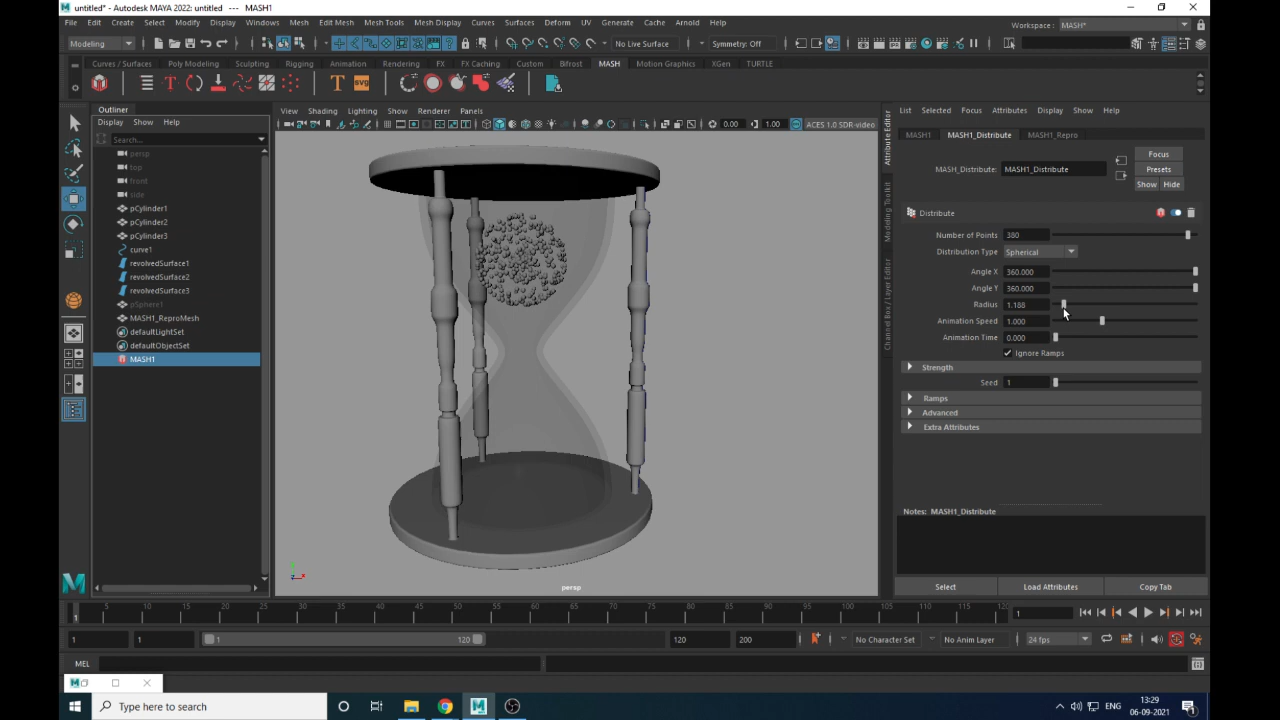 untitled* - Autodesk MAYA 2022: untitled --- MASH1
File Edit Create Select Modify Display Windows Mesh Edit Mesh Mesh Tools Mesh Display Curves Surfaces Deform UV Generate Cache Arnold Help
Workspace : MASH*
Modeling No Live Surface Symmetry: Off
Curves / Surfaces Poly Modeling Sculpting Rigging Animation Rendering FX FX Caching Custom Bifrost MASH Motion Graphics XGen TURTLE
T svg
Outliner
Display Show Help
Search...
persp
top
front
side
pCylinder1
pCylinder2
pCylinder3
curve1
revolvedSurface1
revolvedSurface2
revolvedSurface3
pSphere1
MASH1_ReproMesh
defaultLightSet
defaultObjectSet
MASH1
View Shading Lighting Show Renderer Panels
0.00 1.00 ACES 1.0 SDR-video
persp
Attribute Editor
Modeling Toolkit
Channel Box / Layer Editor
List Selected Focus Attributes Display Show Help
MASH1 MASH1_Distribute MASH1_Repro
MASH_Distribute: MASH1_Distribute
Focus
Presets
Show Hide
Distribute
Number of Points 380
Distribution Type Spherical
Angle X 360.000
Angle Y 360.000
Radius 1.188
Animation Speed 1.000
Animation Time 0.000
Ignore Ramps
Strength
Seed 1
Ramps
Advanced
Extra Attributes
Notes: MASH1_Distribute
Select Load Attributes Copy Tab
1 5 10 15 20 25 30 35 40 45 50 55 60 65 70 75 80 85 90 95 100 105 110 115 120
1
1 1 1 120 120 200 No Character Set No Anim Layer 24 fps
MEL
Type here to search
ENG
13:29
06-09-2021
1